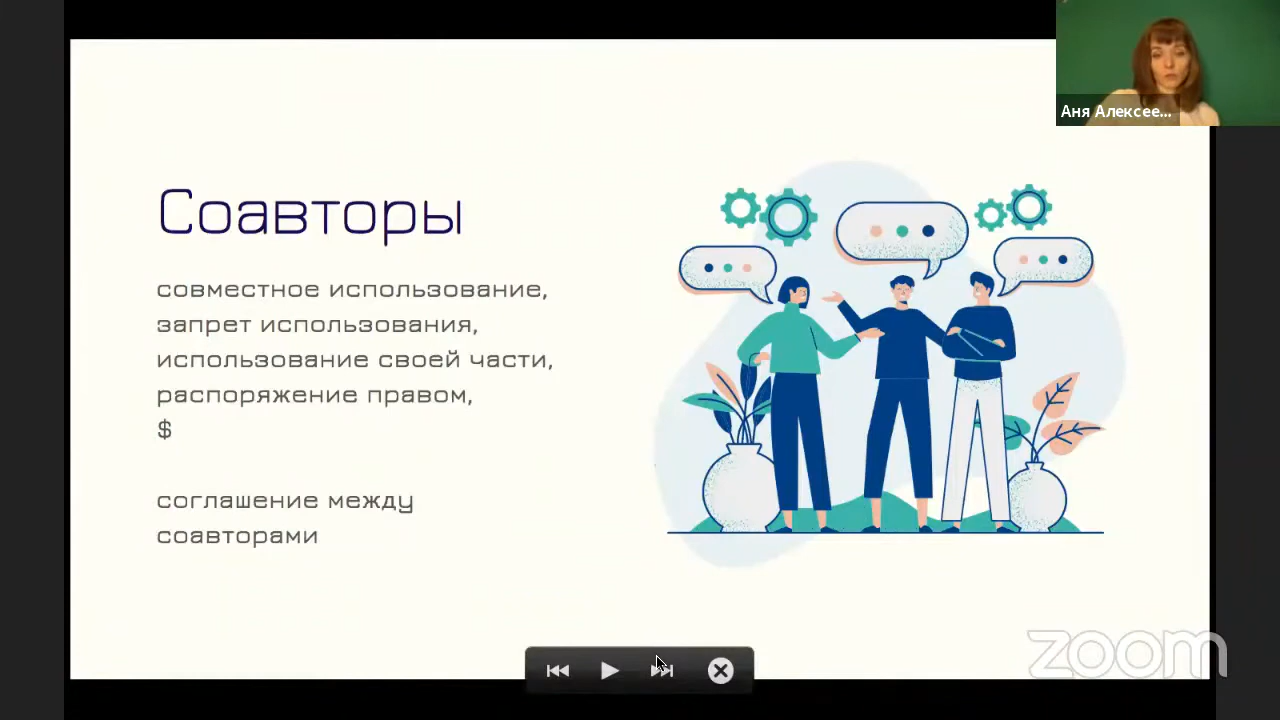 Аня Алексее...
Соавторы
совместное использование,
запрет использования,
использование своей части,
распоряжение правом,
$
соглашение между
соавторами
zoom